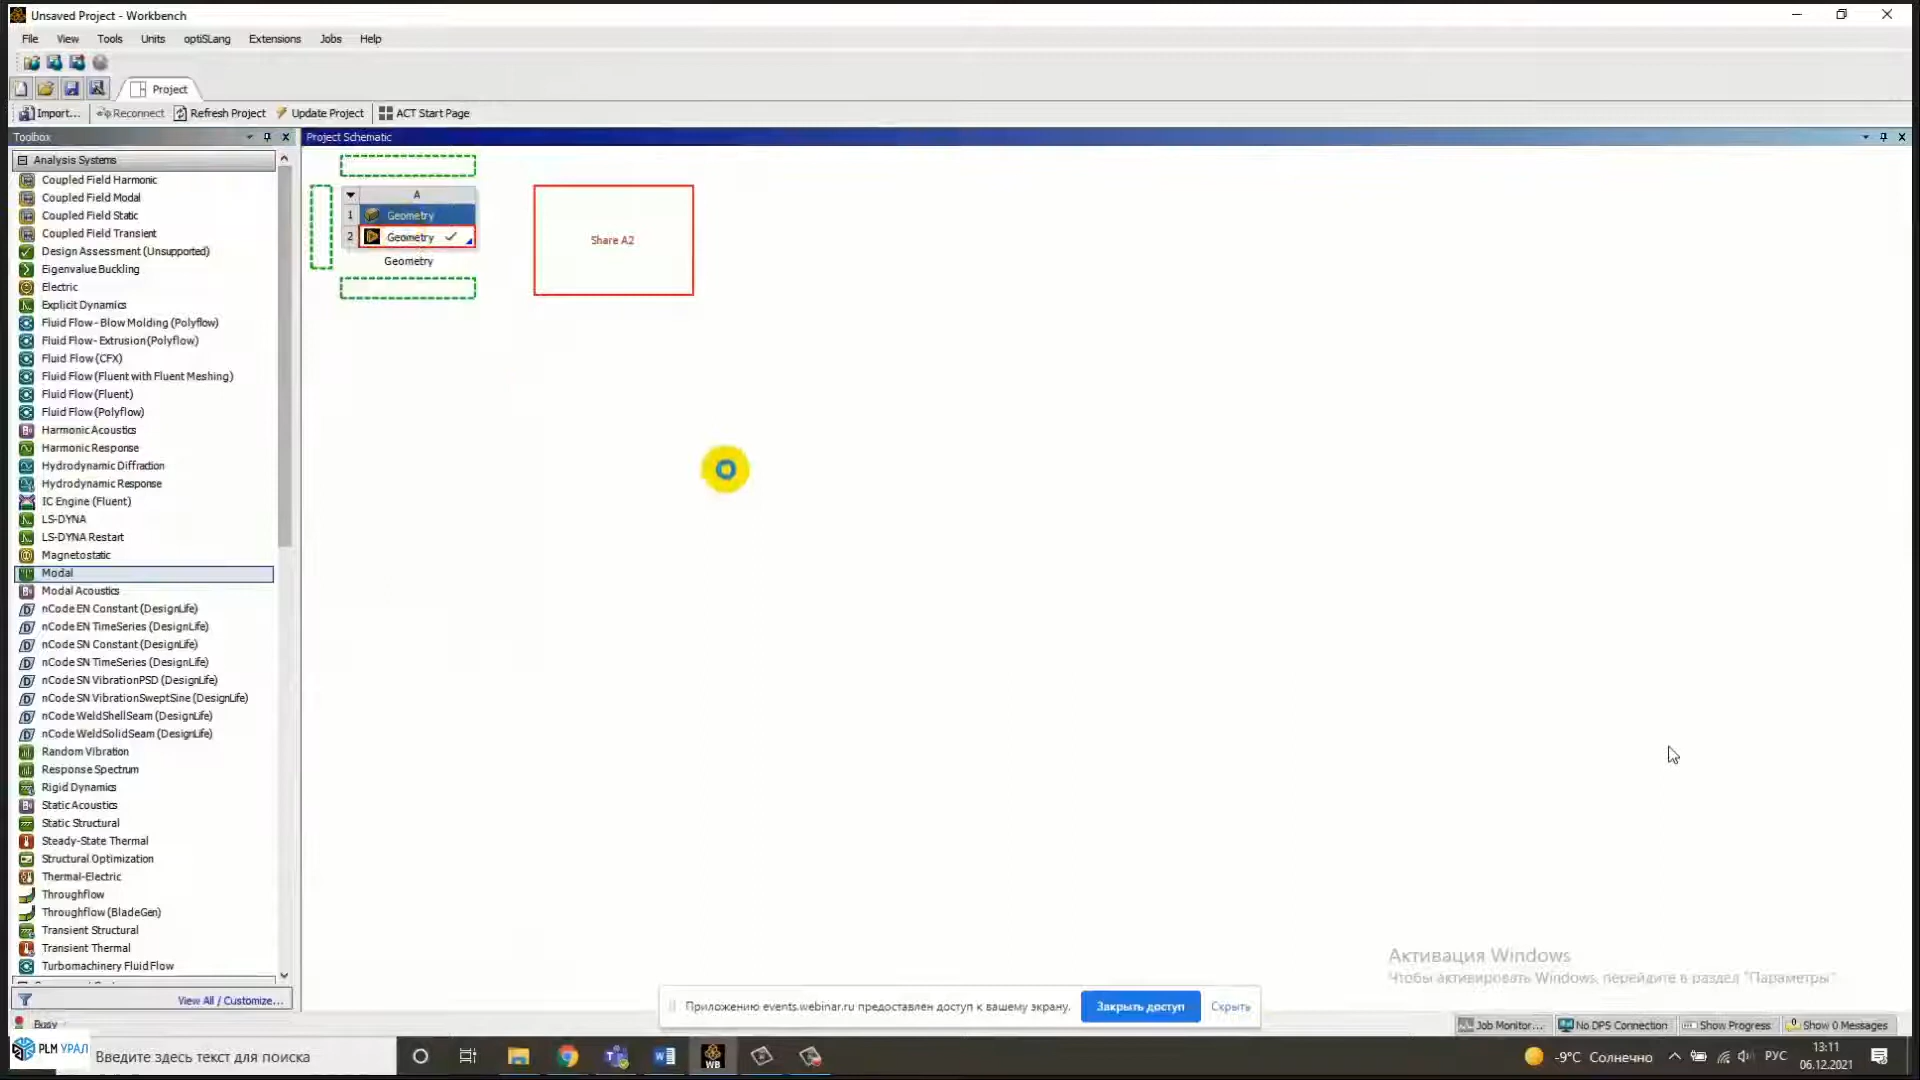 Unsaved Project - Workbench
File View Tools Units optiSLang Extensions Jobs Help
Project
Import... Reconnect Refresh Project Update Project ACT Start Page
Toolbox
Project Schematic
Analysis Systems
Coupled Field Harmonic
Coupled Field Modal
Coupled Field Static
Coupled Field Transient
Design Assessment (Unsupported)
Eigenvalue Buckling
Electric
Explicit Dynamics
Fluid Flow - Blow Molding (Polyflow)
Fluid Flow - Extrusion (Polyflow)
Fluid Flow (CFX)
Fluid Flow (Fluent with Fluent Meshing)
Fluid Flow (Fluent)
Fluid Flow (Polyflow)
Harmonic Acoustics
Harmonic Response
Hydrodynamic Diffraction
Hydrodynamic Response
IC Engine (Fluent)
LS-DYNA
LS-DYNA Restart
Magnetostatic
Modal
Modal Acoustics
nCode EN Constant (DesignLife)
nCode EN TimeSeries (DesignLife)
nCode SN Constant (DesignLife)
nCode SN TimeSeries (DesignLife)
nCode SN VibrationPSD (DesignLife)
nCode SN VibrationSweptSine (DesignLife)
nCode WeldShellSeam (DesignLife)
nCode WeldSolidSeam (DesignLife)
Random Vibration
Response Spectrum
Rigid Dynamics
Static Acoustics
Static Structural
Steady-State Thermal
Structural Optimization
Thermal-Electric
Throughflow
Throughflow (BladeGen)
Transient Structural
Transient Thermal
Turbomachinery Fluid Flow
View All / Customize...
Busy
A
1 Geometry
2 Geometry
Geometry
Share A2
Активация Windows
Чтобы активировать Windows, перейдите в раздел "Параметры".
Приложению events.webinar.ru предоставлен доступ к вашему экрану. Закрыть доступ Скрыть
Job Monitor... No DPS Connection Show Progress Show 0 Messages
PLM УРАЛ
Введите здесь текст для поиска
WB
-9°C Солнечно
РУС
13:11
06.12.2021